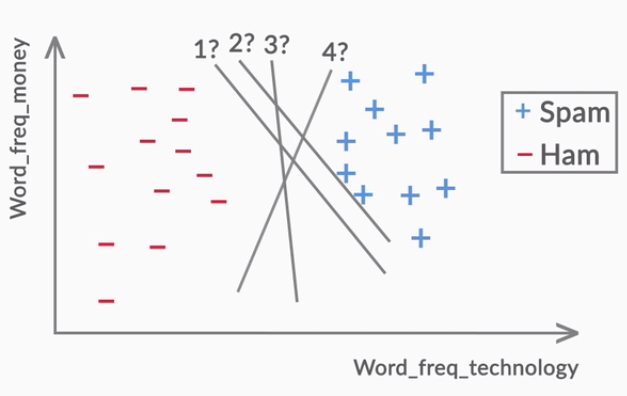 Word_freq_money
1?
2?
3?
4?
+ Spam
− Ham
Word_freq_technology